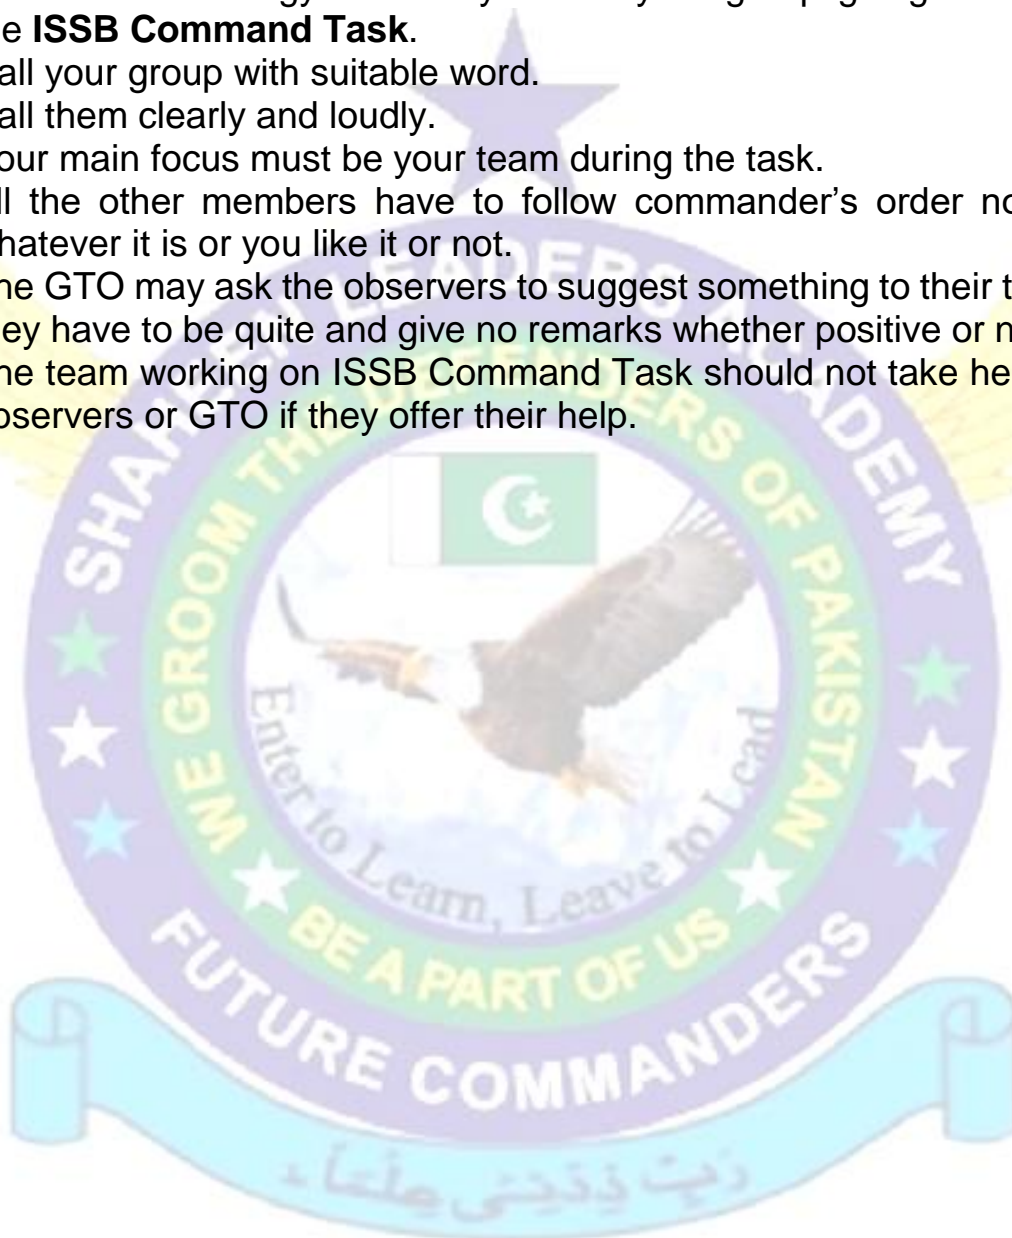 e ISSB Command Task.
all your group with suitable word.
all them clearly and loudly.
our main focus must be your team during the task.
ll the other members have to follow commander’s order no
hatever it is or you like it or not.
he GTO may ask the observers to suggest something to their t
ey have to be quite and give no remarks whether positive or n
he team working on ISSB Command Task should not take he
bservers or GTO if they offer their help.
SHAHEEN LEADERS ACADEMY
WE GROOM THE DEFENDERS OF PAKISTAN
Enter to Learn, Leave to Lead
BE A PART OF US
FUTURE COMMANDERS
رَبِّ زِدْنِي عِلْمًا